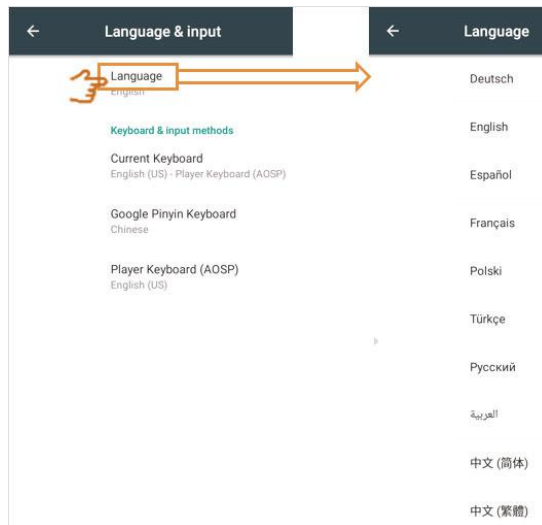 Language & input
Language
English
Keyboard & input methods
Current Keyboard
English (US) - Player Keyboard (AOSP)
Google Pinyin Keyboard
Chinese
Player Keyboard (AOSP)
English (US)
Language
Deutsch
English
Español
Français
Polski
Türkçe
Русский
العربية
中文 (简体)
中文 (繁體)